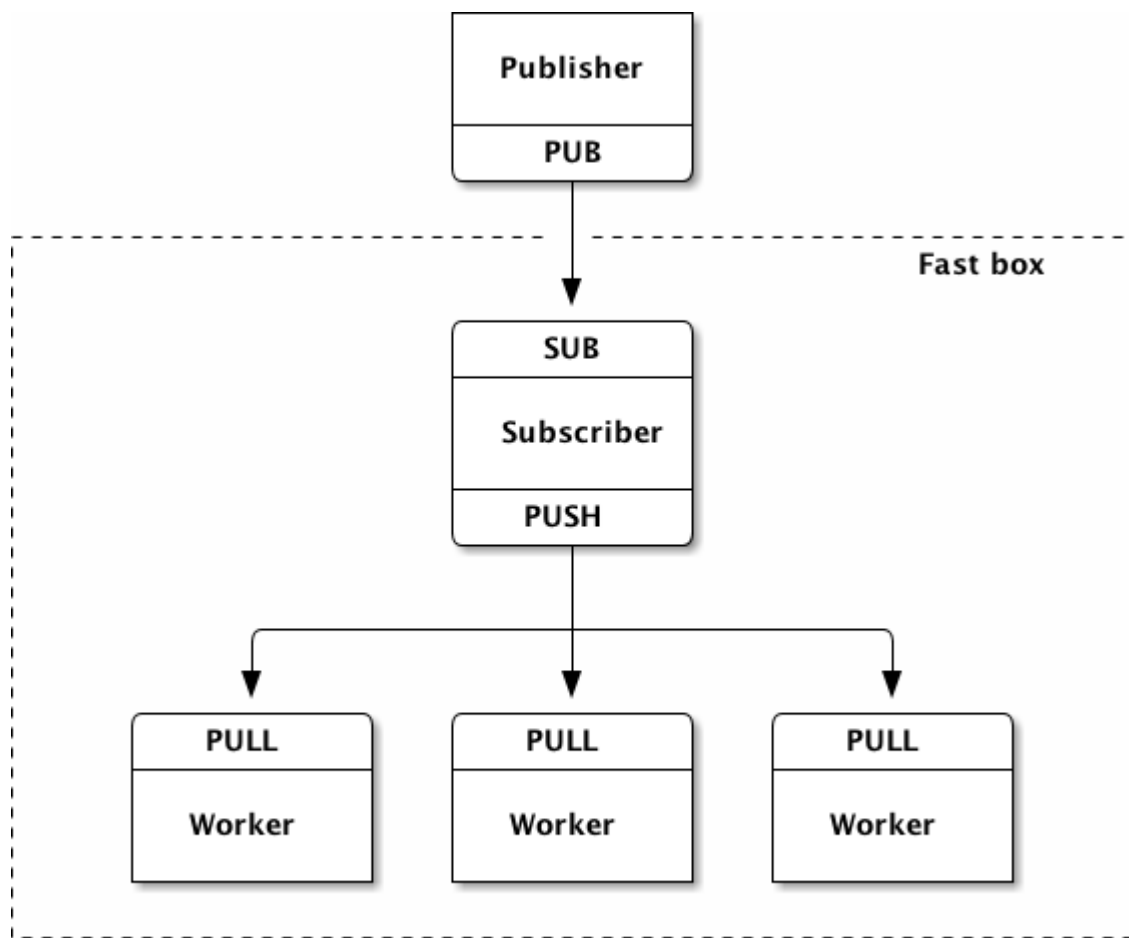 Publisher
PUB
Fast box
SUB
Subscriber
PUSH
PULL
PULL
PULL
Worker
Worker
Worker